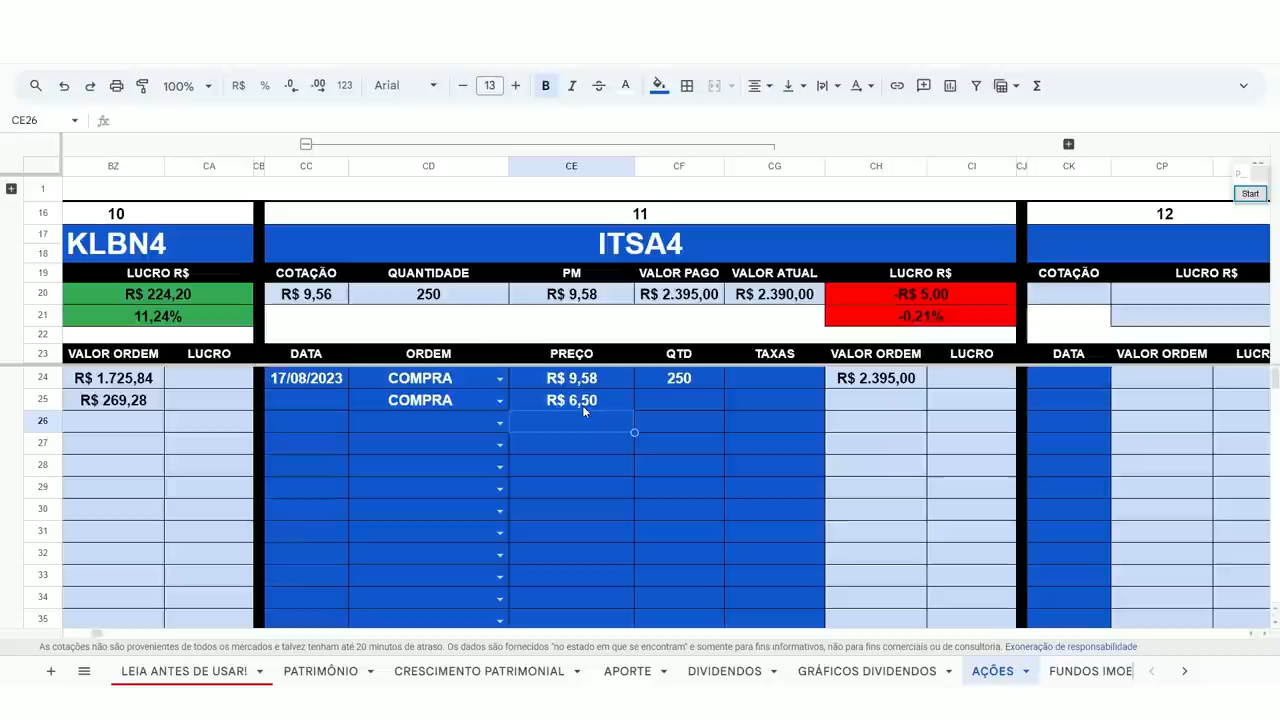 R$ % .0 .00 123 100% Arial 13 B I A Σ
CE26 fx
BZ CA CB CC CD CE CF CG CH CI CJ CK CP
1 P... Start
16 10 11 12
17 KLBN4 ITSA4
18
19 LUCRO R$ COTAÇÃO QUANTIDADE PM VALOR PAGO VALOR ATUAL LUCRO R$ COTAÇÃO LUCRO R$
20 R$ 224,20 R$ 9,56 250 R$ 9,58 R$ 2.395,00 R$ 2.390,00 -R$ 5,00
21 11,24% -0,21%
22
23 VALOR ORDEM LUCRO DATA ORDEM PREÇO QTD TAXAS VALOR ORDEM LUCRO DATA VALOR ORDEM LUCR
24 R$ 1.725,84 17/08/2023 COMPRA R$ 9,58 250 R$ 2.395,00
25 R$ 269,28 COMPRA R$ 6,50
26
27
28
29
30
31
32
33
34
35
As cotações não são provenientes de todos os mercados e talvez tenham até 20 minutos de atraso. Os dados são fornecidos "no estado em que se encontram" e somente para fins informativos, não para fins comerciais ou de consultoria. Exoneração de responsabilidade
LEIA ANTES DE USAR! PATRIMÔNIO CRESCIMENTO PATRIMONIAL APORTE DIVIDENDOS GRÁFICOS DIVIDENDOS AÇÕES FUNDOS IMOE